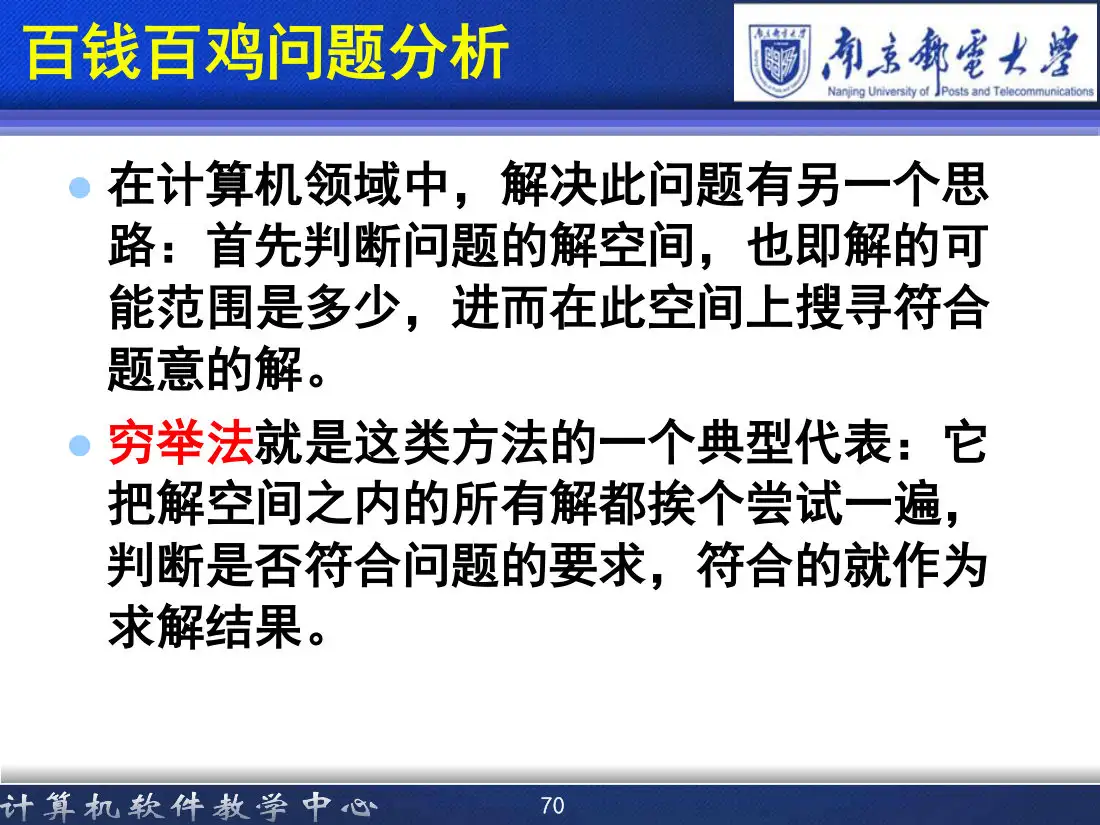 百钱百鸡问题分析
南京邮电大学
Nanjing University of Posts and Telecommunications
在计算机领域中，解决此问题有另一个思
路：首先判断问题的解空间，也即解的可
能范围是多少，进而在此空间上搜寻符合
题意的解。
穷举法就是这类方法的一个典型代表：它
把解空间之内的所有解都挨个尝试一遍，
判断是否符合问题的要求，符合的就作为
求解结果。
计算机软件教学中心
70